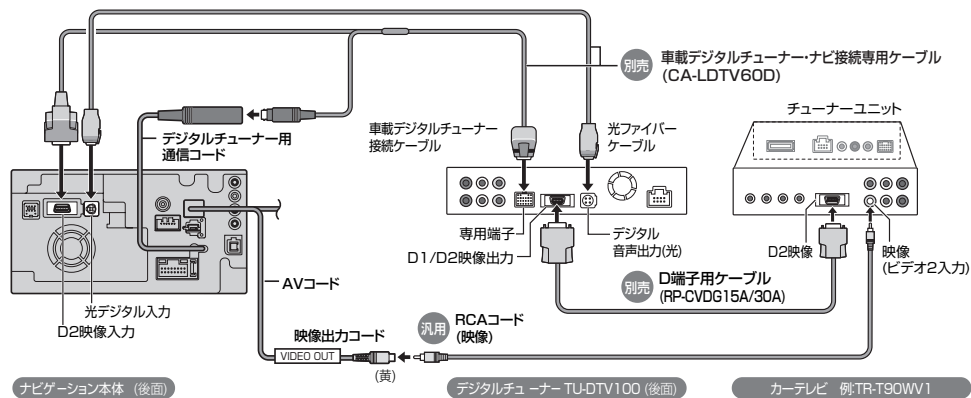 別売
車載デジタルチューナー・ナビ接続専用ケーブル
(CA-LDTV60D)
チューナーユニット
デジタルチューナー用
通信コード
車載デジタルチューナー
接続ケーブル
光ファイバー
ケーブル
専用端子
D1/D2映像出力
デジタル
音声出力(光)
D2映像
映像
(ビデオ2入力)
別売
D端子用ケーブル
(RP-CVDG15A/30A)
AVコード
光デジタル入力
D2映像入力
映像出力コード
VIDEO OUT
(黄)
汎用
RCAコード
(映像)
ナビゲーション本体 (後面)
デジタルチューナー TU-DTV100 (後面)
カーテレビ 例:TR-T90WV1